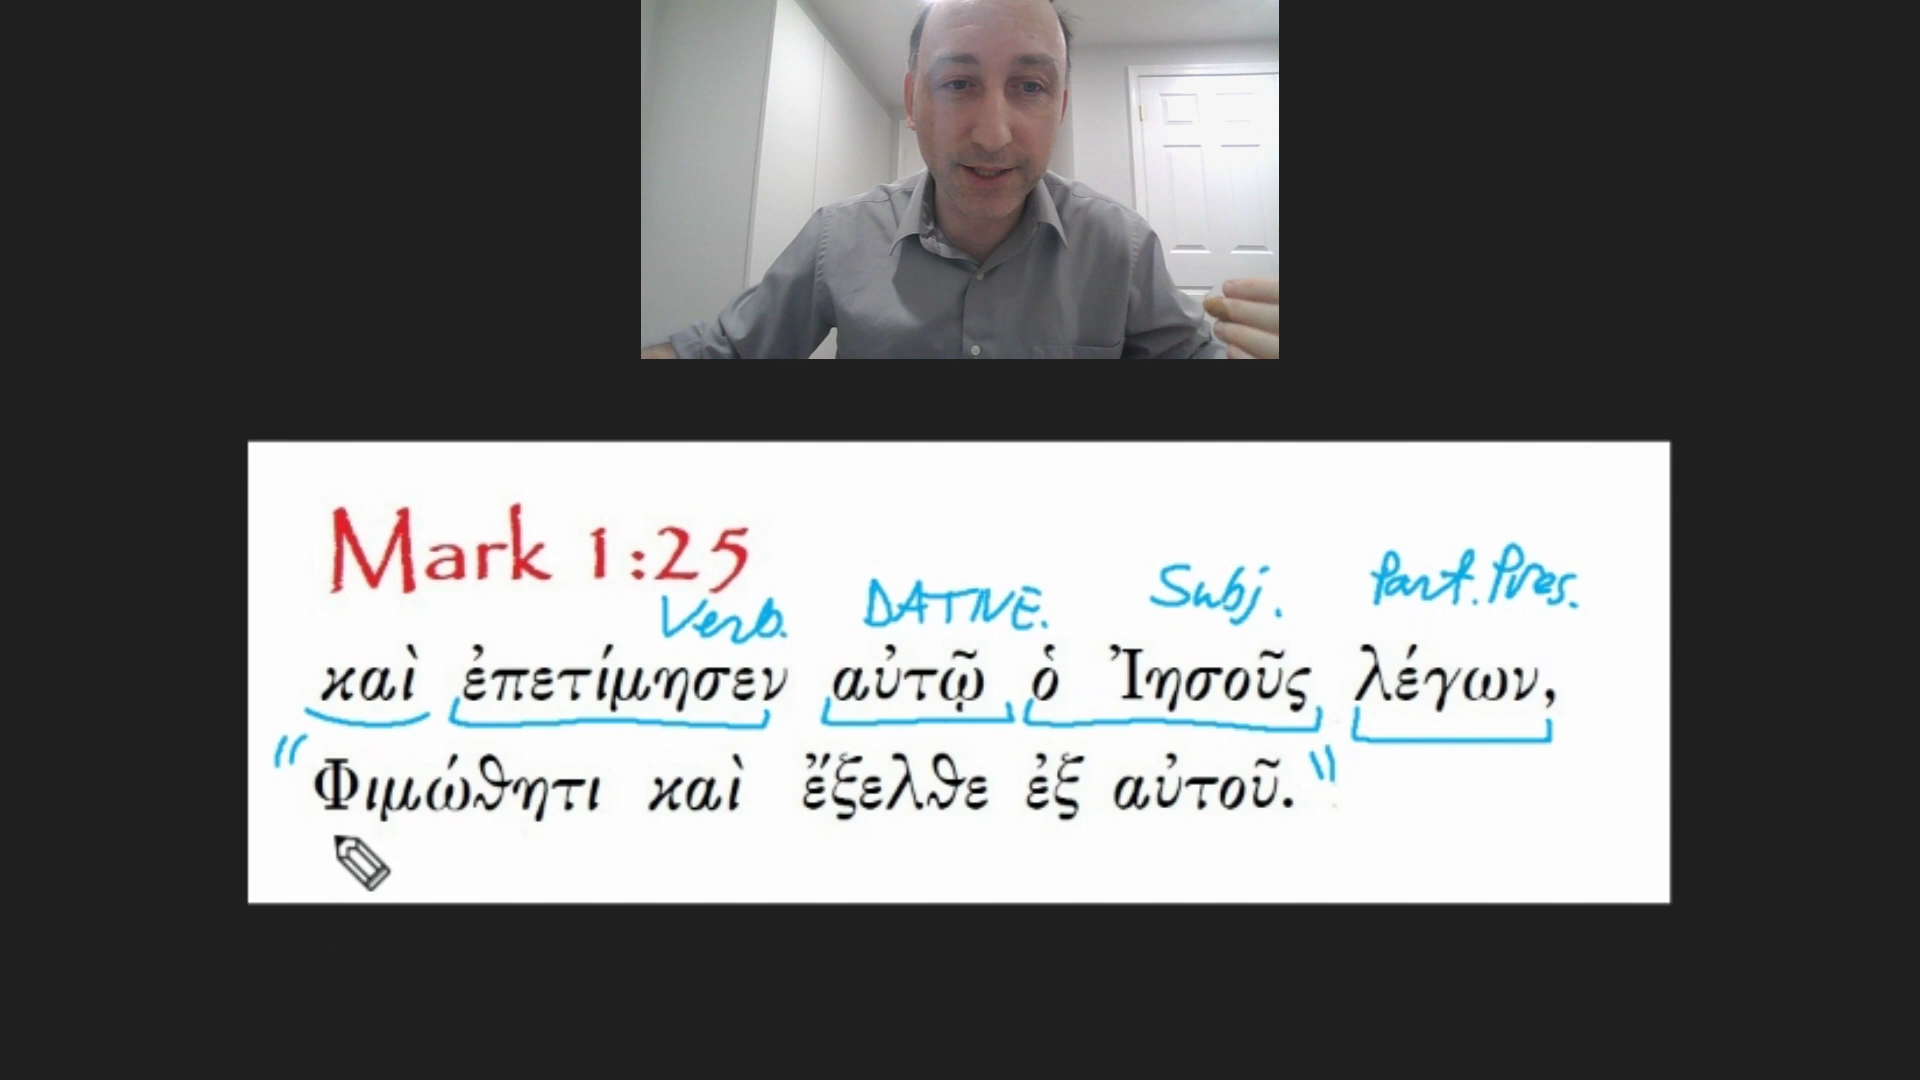 Mark 1:25
Verb. DATIVE. Subj. Part. Pres.
καὶ ἐπετίμησεν αὐτῷ ὁ Ἰησοῦς λέγων,
"Φιμώθητι καὶ ἔξελθε ἐξ αὐτοῦ."